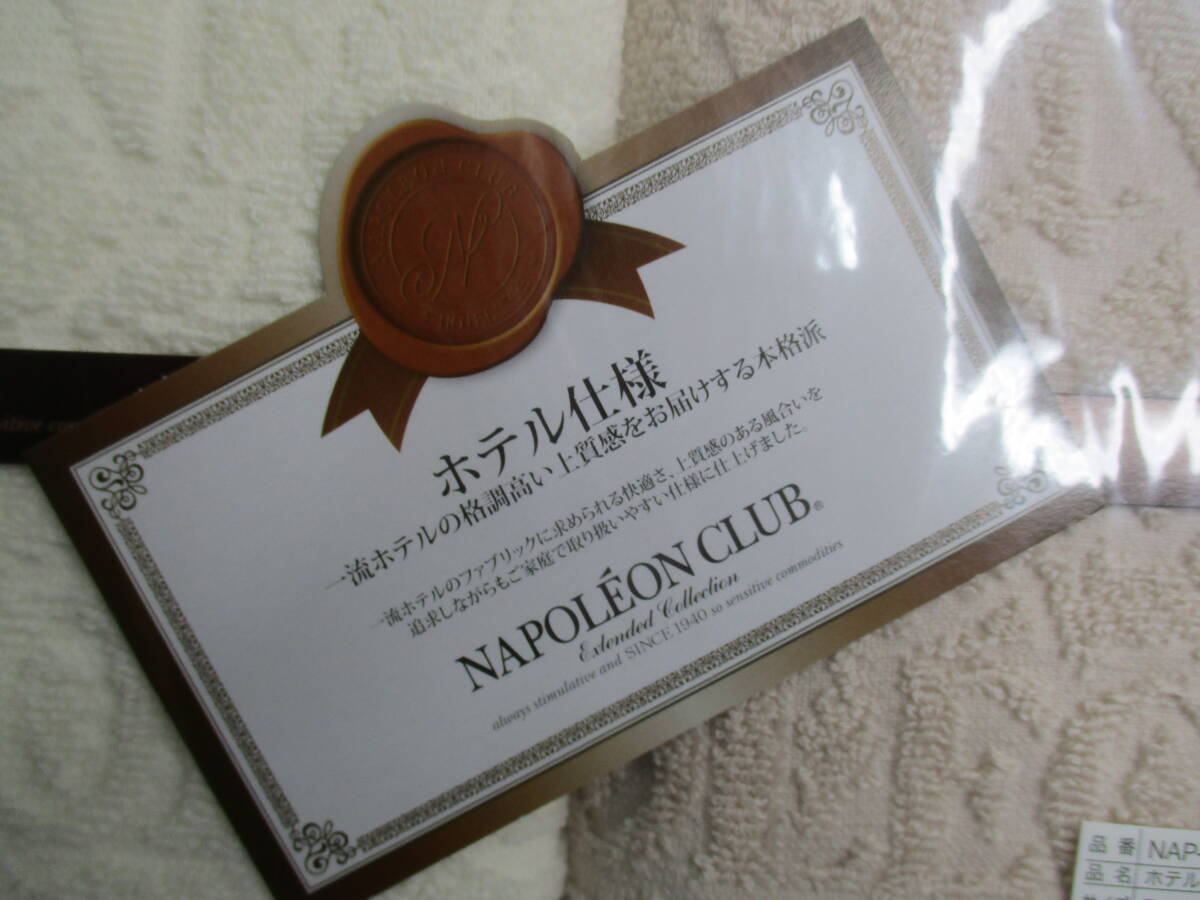 ホテル仕様
一流ホテルの格調高い上質感をお届けする本格派
一流ホテルのファブリックに求められる快適さ、上質感のある風合いを
追求しながらもご家庭で取り扱いやすい仕様に仕上げました。
NAPOLÉON CLUB®
Extended Collection
always stimulative and SINCE 1940 so sensitive commodities
品番 NAP-
品名 ホテル